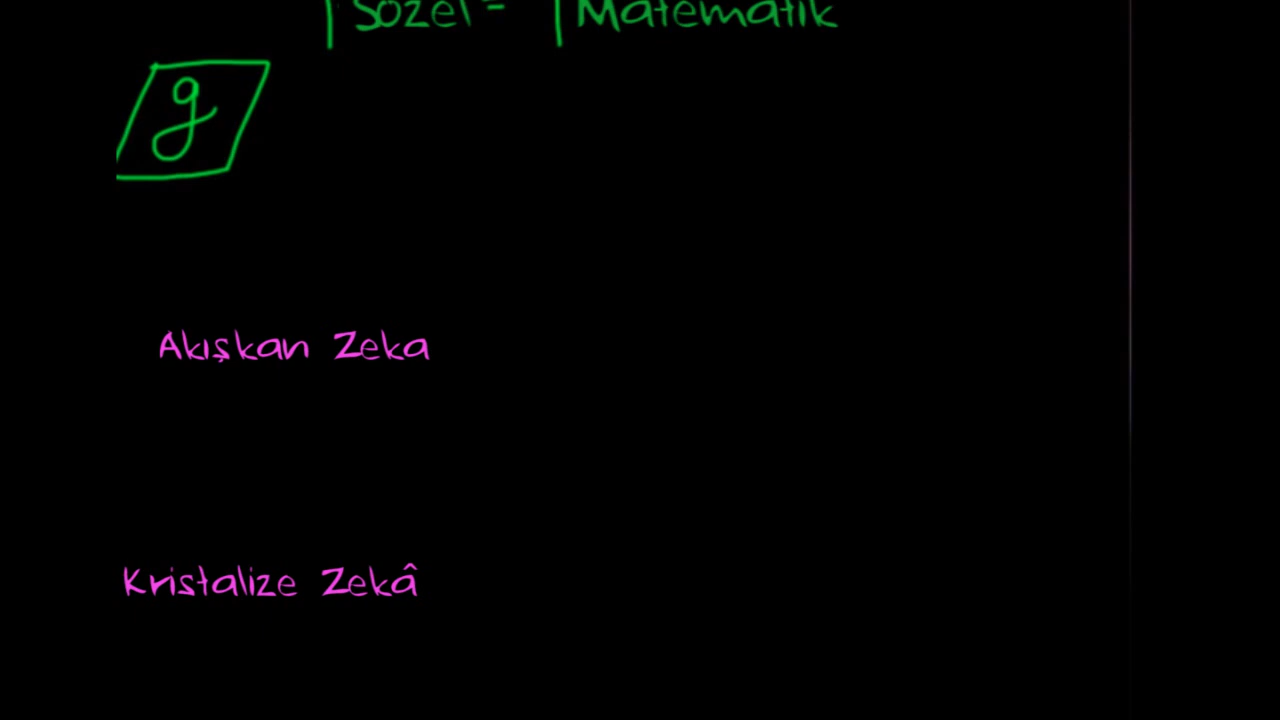 Sözel = Matematik
g
Akışkan Zeka
Kristalize Zekâ